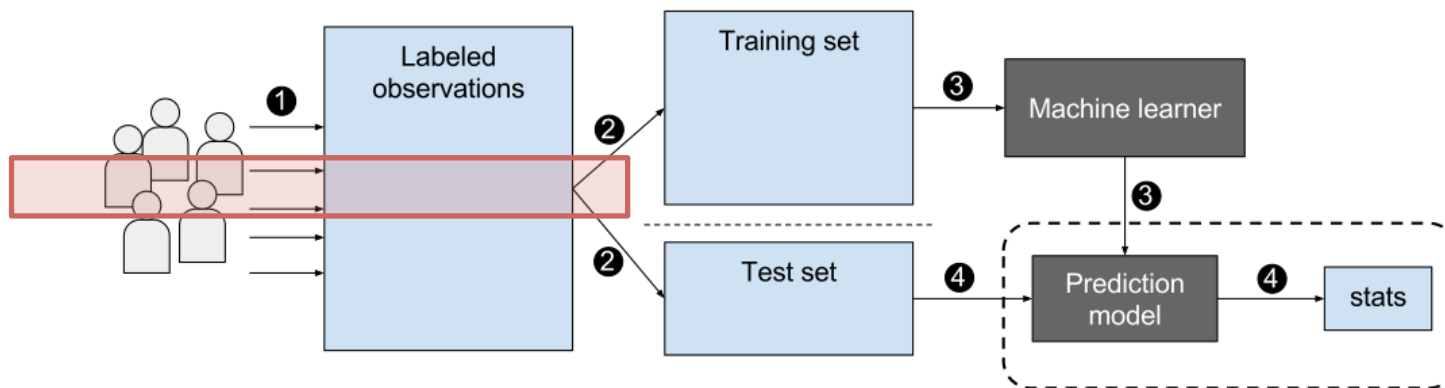 1
Labeled
observations
2
2
Training set
Test set
3
Machine learner
3
4
Prediction
model
4
stats